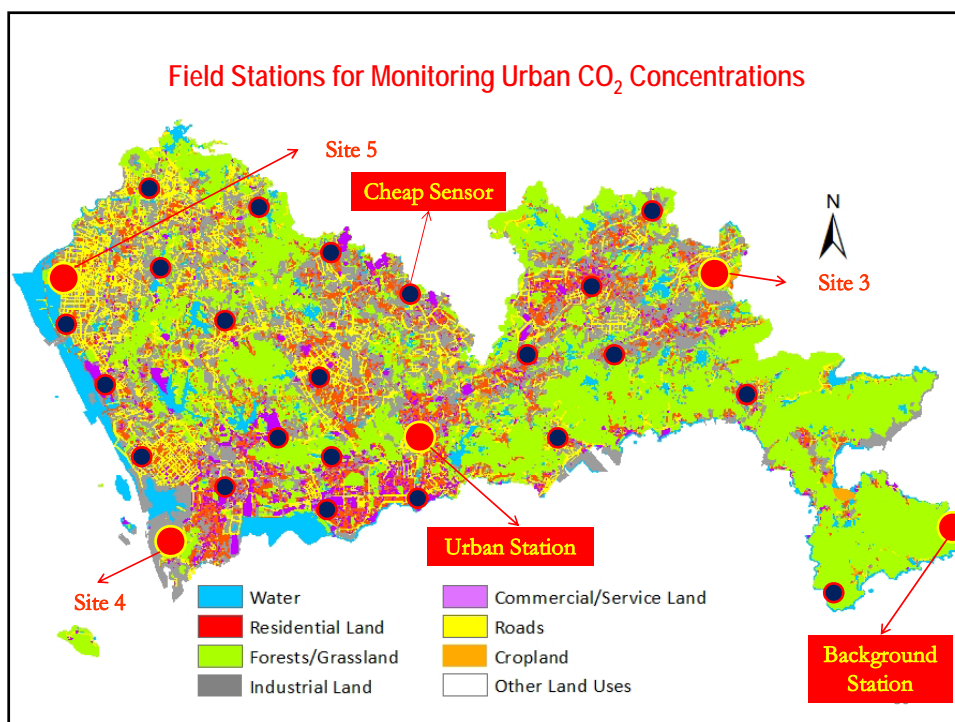 Field Stations for Monitoring Urban CO₂ Concentrations
Site 5
Cheap Sensor
N
Site 3
Urban Station
Site 4
Background
Station
Water
Residential Land
Forests/Grassland
Industrial Land
Commercial/Service Land
Roads
Cropland
Other Land Uses